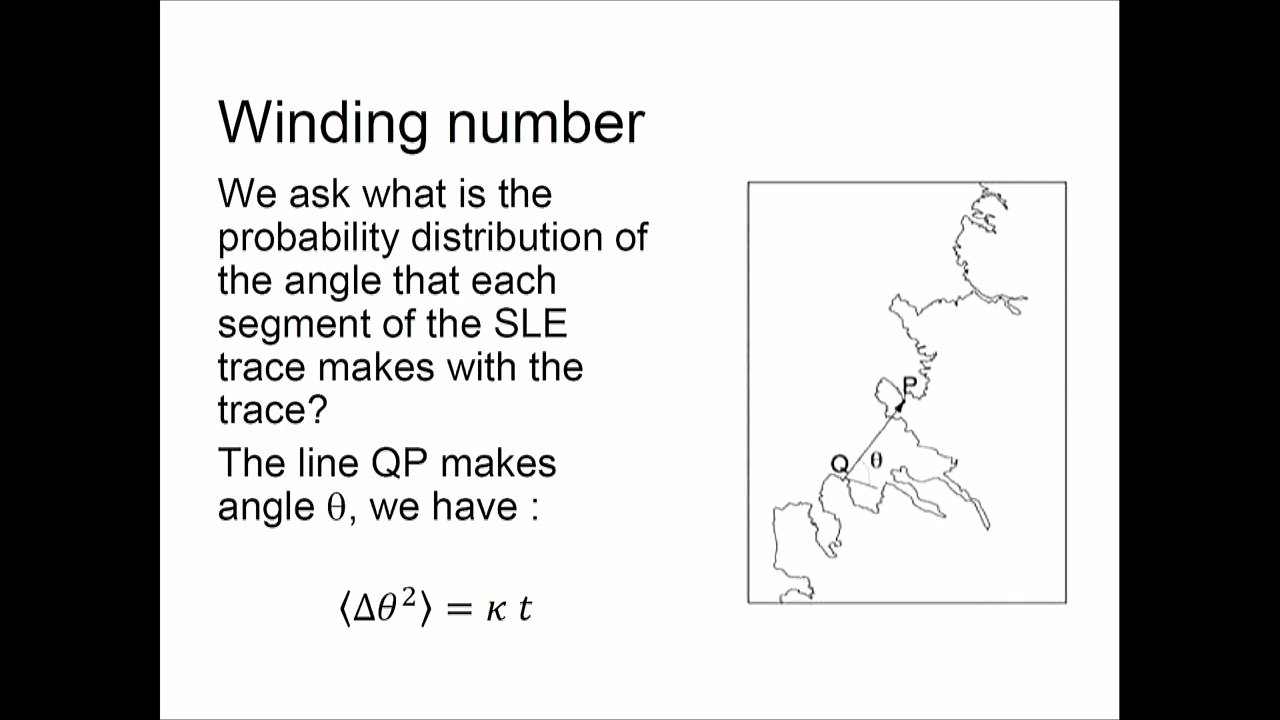 Winding number
We ask what is the
probability distribution of
the angle that each
segment of the SLE
trace makes with the
trace?
The line QP makes
angle θ, we have :
⟨Δθ²⟩ = κ t
P
Q θ